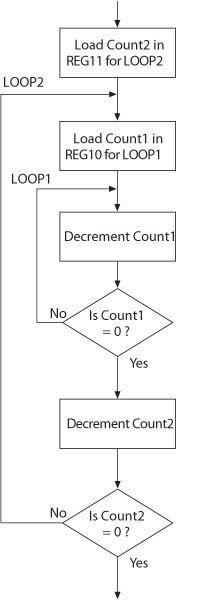 Load Count2 in
REG11 for LOOP2
LOOP2
Load Count1 in
REG10 for LOOP1
LOOP1
Decrement Count1
No
Is Count1
= 0 ?
Yes
Decrement Count2
No
Is Count2
= 0 ?
Yes